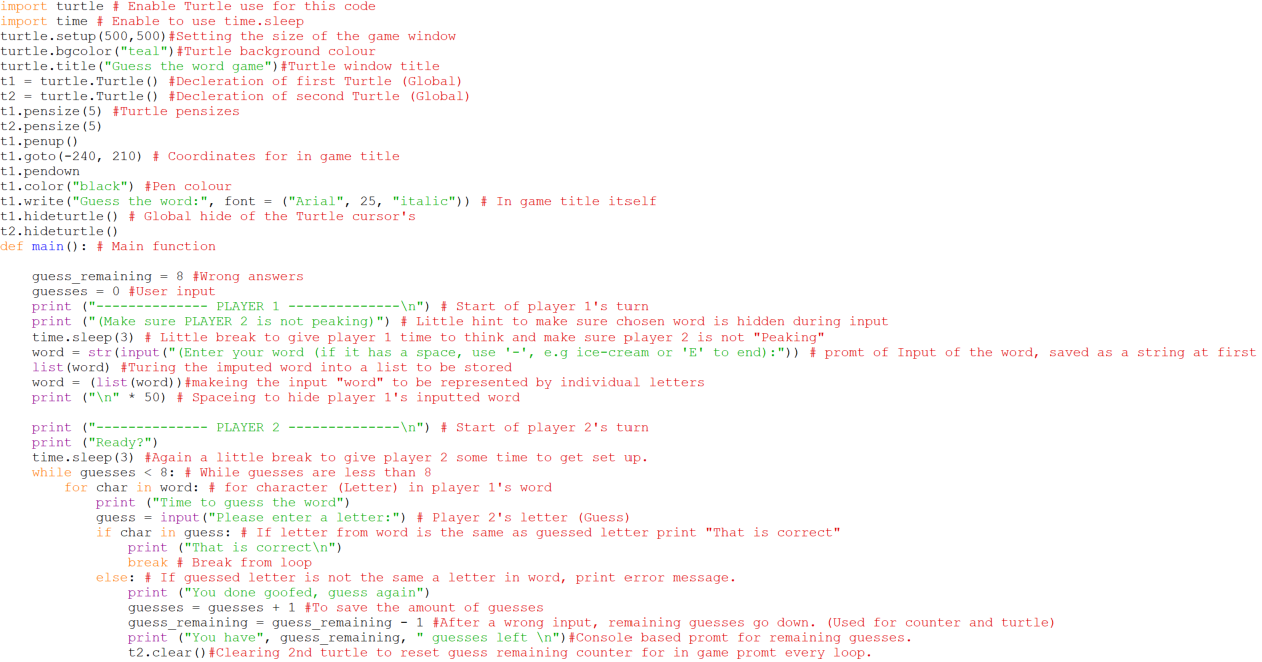 import turtle # Enable Turtle use for this code
import time # Enable to use time.sleep
turtle.setup(500,500)#Setting the size of the game window
turtle.bgcolor("teal")#Turtle background colour
turtle.title("Guess the word game")#Turtle window title
t1 = turtle.Turtle() #Decleration of first Turtle (Global)
t2 = turtle.Turtle() #Decleration of second Turtle (Global)
t1.pensize(5) #Turtle pensizes
t2.pensize(5)
t1.penup()
t1.goto(-240, 210) # Coordinates for in game title
t1.pendown
t1.color("black") #Pen colour
t1.write("Guess the word:", font = ("Arial", 25, "italic")) # In game title itself
t1.hideturtle() # Global hide of the Turtle cursor's
t2.hideturtle()
def main(): # Main function
    guess_remaining = 8 #Wrong answers
    guesses = 0 #User input
    print ("-------------- PLAYER 1 --------------\n") # Start of player 1's turn
    print ("(Make sure PLAYER 2 is not peaking)") # Little hint to make sure chosen word is hidden during input
    time.sleep(3) # Little break to give player 1 time to think and make sure player 2 is not "Peaking"
    word = str(input("(Enter your word (if it has a space, use '-', e.g ice-cream or 'E' to end):")) # promt of Input of the word, saved as a string at first
    list(word) #Turing the imputed word into a list to be stored
    word = (list(word))#makeing the input "word" to be represented by individual letters
    print ("\n" * 50) # Spaceing to hide player 1's inputted word
    print ("-------------- PLAYER 2 --------------\n") # Start of player 2's turn
    print ("Ready?")
    time.sleep(3) #Again a little break to give player 2 some time to get set up.
    while guesses < 8: # While guesses are less than 8
        for char in word: # for character (Letter) in player 1's word
            print ("Time to guess the word")
            guess = input("Please enter a letter:") # Player 2's letter (Guess)
            if char in guess: # If letter from word is the same as guessed letter print "That is correct"
                print ("That is correct\n")
                break # Break from loop
            else: # If guessed letter is not the same a letter in word, print error message.
                print ("You done goofed, guess again")
                guesses = guesses + 1 #To save the amount of guesses
                guess_remaining = guess_remaining - 1 #After a wrong input, remaining guesses go down. (Used for counter and turtle)
                print ("You have", guess_remaining, " guesses left \n")#Console based promt for remaining guesses.
                t2.clear()#Clearing 2nd turtle to reset guess remaining counter for in game promt every loop.